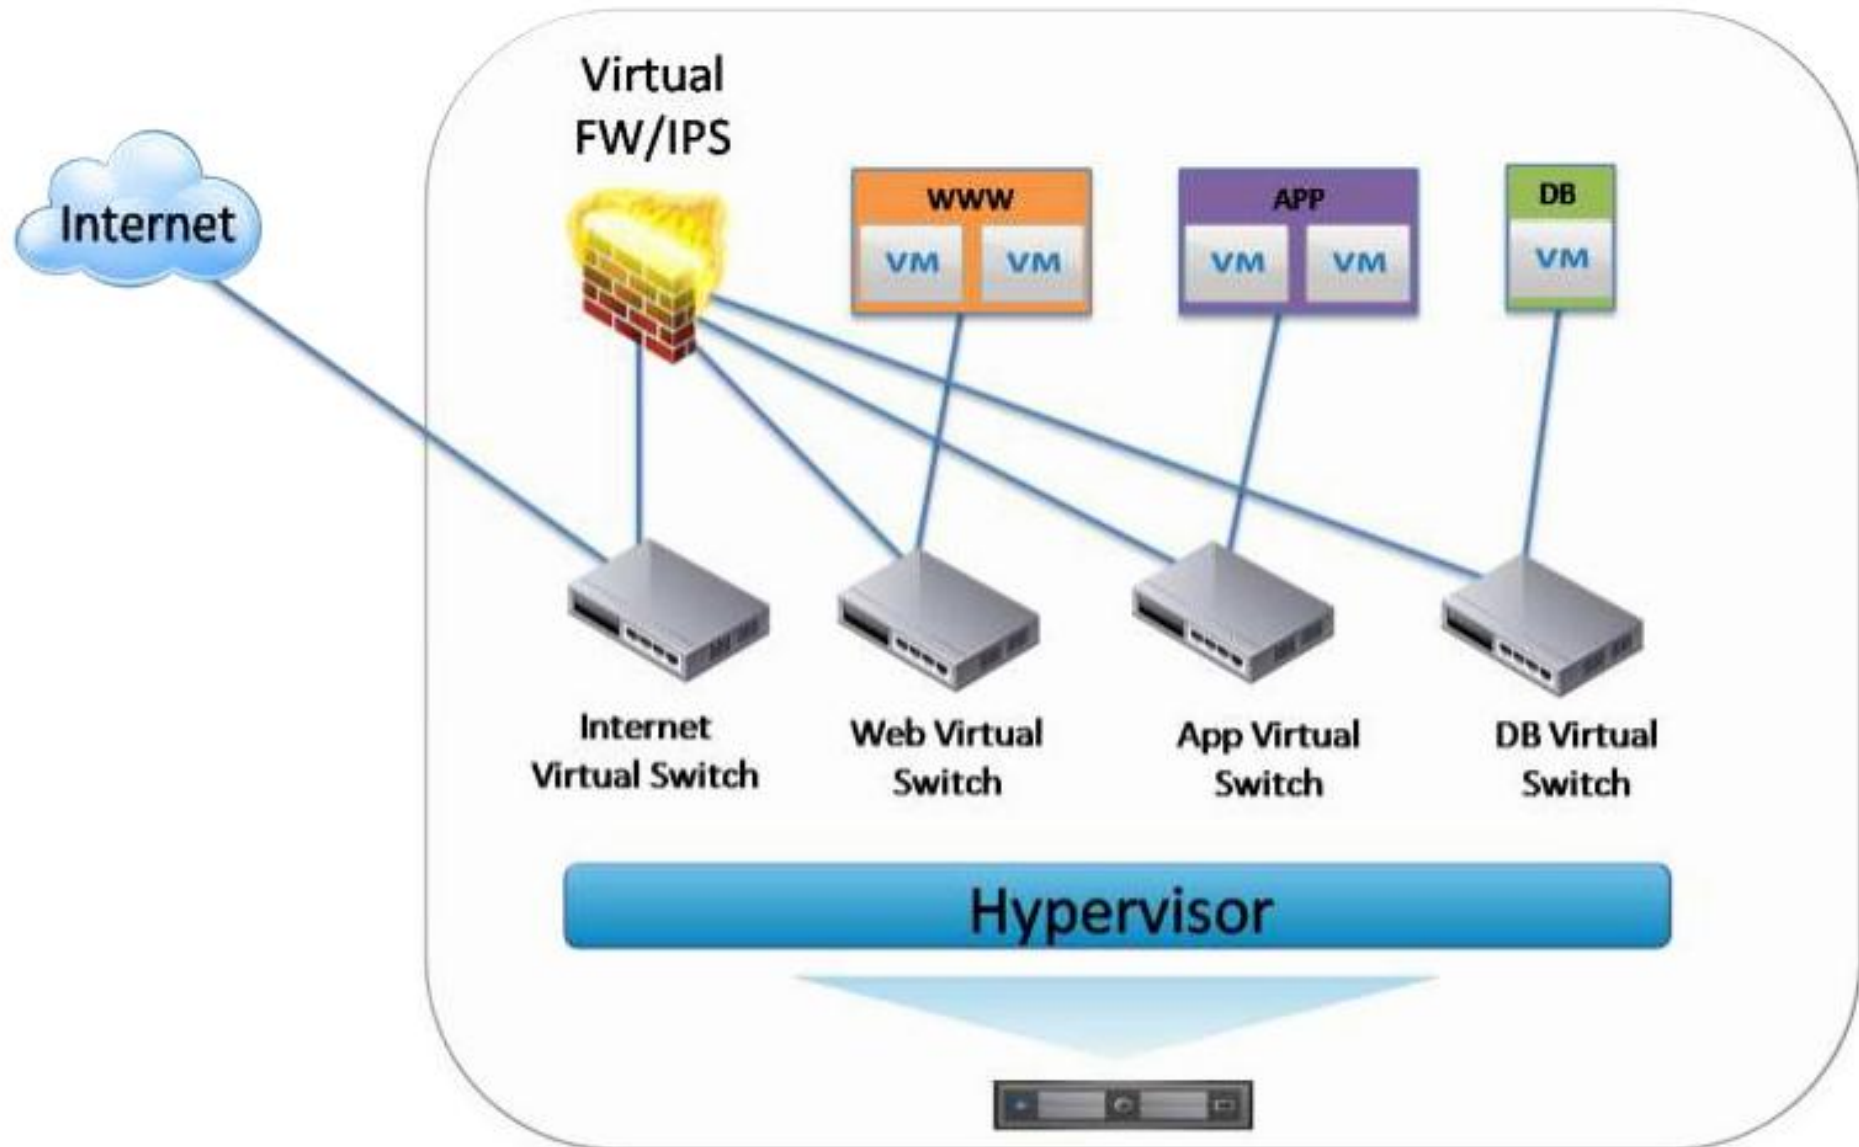 Virtual
FW/IPS
Internet
WWW
VM
VM
APP
VM
VM
DB
VM
Internet
Virtual Switch
Web Virtual
Switch
App Virtual
Switch
DB Virtual
Switch
Hypervisor